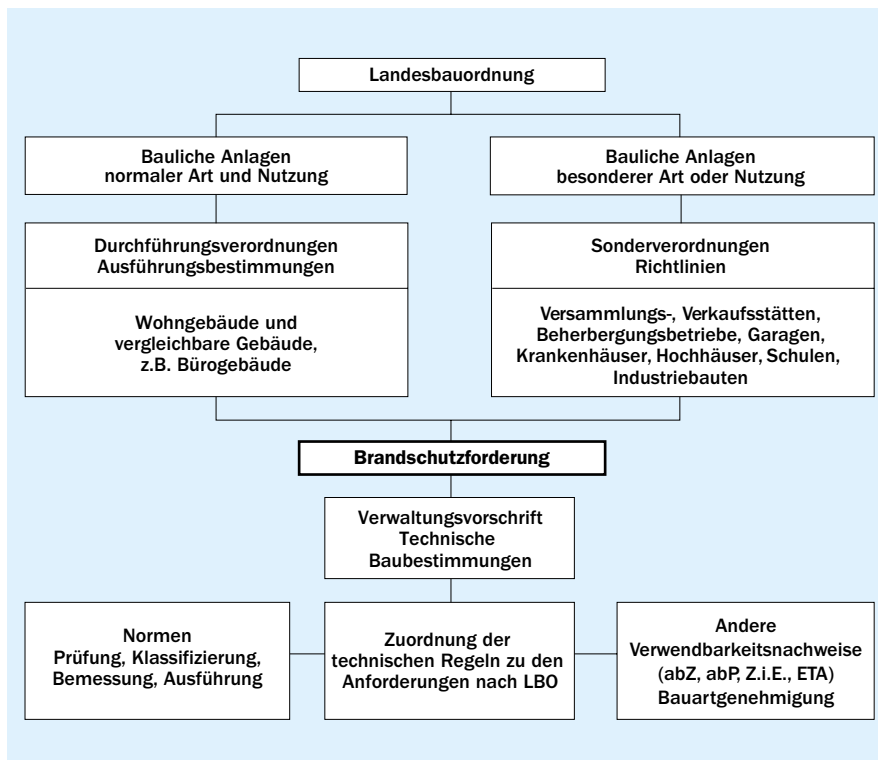 Landesbauordnung
Bauliche Anlagen
normaler Art und Nutzung
Bauliche Anlagen
besonderer Art oder Nutzung
Durchführungsverordnungen
Ausführungsbestimmungen
Wohngebäude und
vergleichbare Gebäude,
z.B. Bürogebäude
Sonderverordnungen
Richtlinien
Versammlungs-, Verkaufsstätten,
Beherbergungsbetriebe, Garagen,
Krankenhäuser, Hochhäuser, Schulen,
Industriebauten
Brandschutzforderung
Verwaltungsvorschrift
Technische
Baubestimmungen
Normen
Prüfung, Klassifizierung,
Bemessung, Ausführung
Zuordnung der
technischen Regeln zu den
Anforderungen nach LBO
Andere
Verwendbarkeitsnachweise
(abZ, abP, Z.i.E., ETA)
Bauartgenehmigung